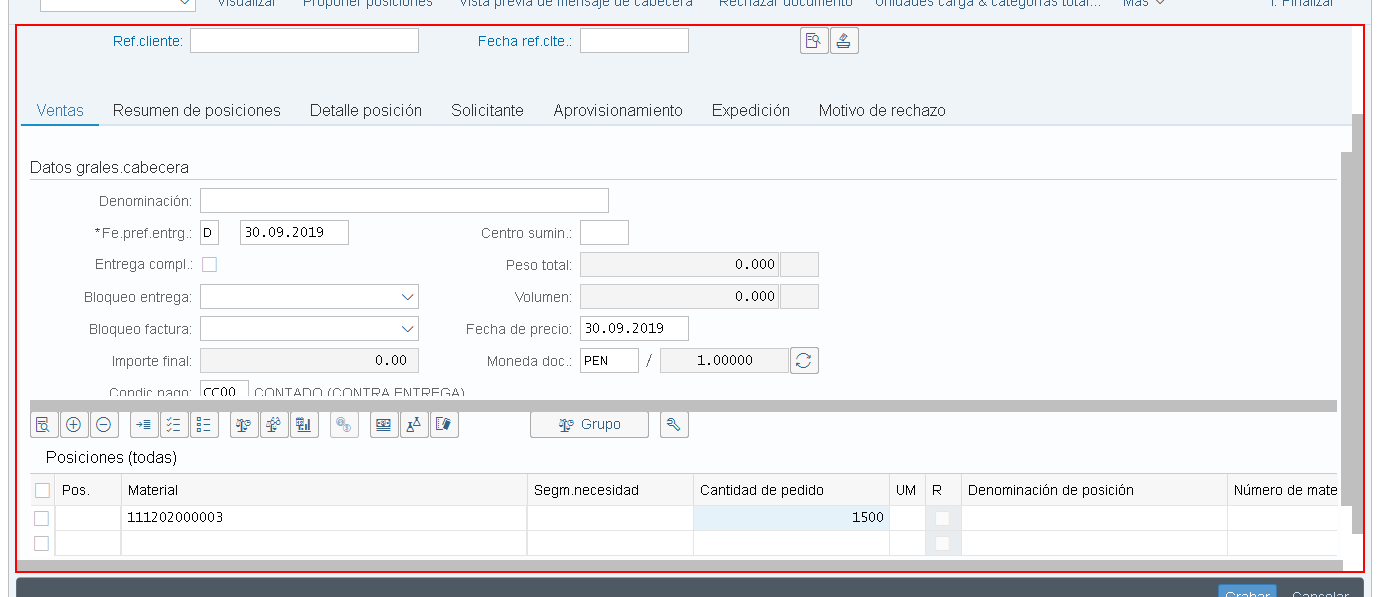 Visualizar Proponer posiciones Vista previa de mensaje de cabecera Rechazar documento Unidades carga & categorías total... Más 1. Finalizar
Ref.cliente: Fecha ref.clte.:
Ventas Resumen de posiciones Detalle posición Solicitante Aprovisionamiento Expedición Motivo de rechazo
Datos grales.cabecera
Denominación:
*Fe.pref.entrg.: D 30.09.2019 Centro sumin.:
Entrega compl.: Peso total: 0.000
Bloqueo entrega: Volumen: 0.000
Bloqueo factura: Fecha de precio: 30.09.2019
Importe final: 0.00 Moneda doc.: PEN / 1.00000
Condic.pago: CC00 CONTADO (CONTRA ENTREGA)
Grupo
Posiciones (todas)
Pos. Material Segm.necesidad Cantidad de pedido UM R Denominación de posición Número de mate
111202000003 1500
Grabar Cancelar